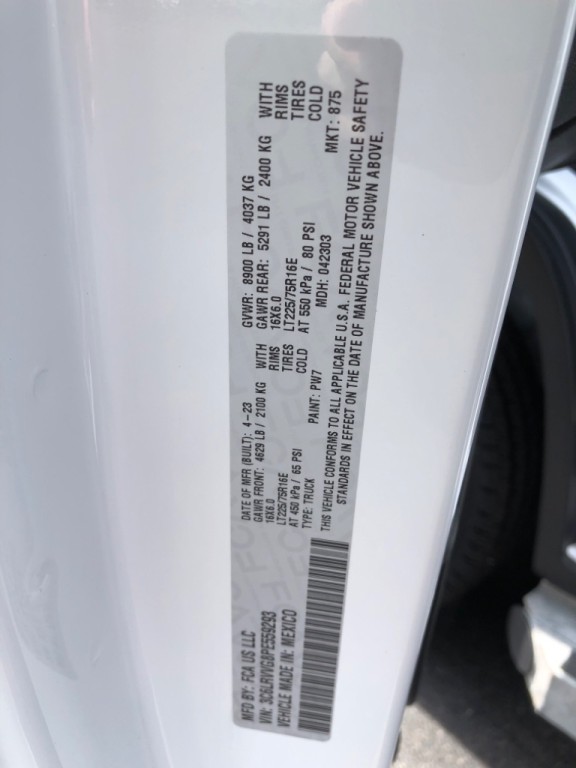 MFD BY: FCA US LLC
DATE OF MFR (BUILT): 4-23
GVWR: 8900 LB / 4037 KG
GAWR FRONT: 4629 LB / 2100 KG WITH
16X6.0 RIMS
LT225/75R16E TIRES
AT 450 kPa / 65 PSI COLD
GAWR REAR: 5291 LB / 2400 KG WITH
16X6.0 RIMS
LT225/75R16E TIRES
AT 550 kPa / 80 PSI COLD
VIN: 3C6LRVVG8PE559293
TYPE: TRUCK
PAINT: PW7
MDH: 042303
MKT: 875
VEHICLE MADE IN: MEXICO
THIS VEHICLE CONFORMS TO ALL APPLICABLE U.S.A. FEDERAL MOTOR VEHICLE SAFETY
STANDARDS IN EFFECT ON THE DATE OF MANUFACTURE SHOWN ABOVE.